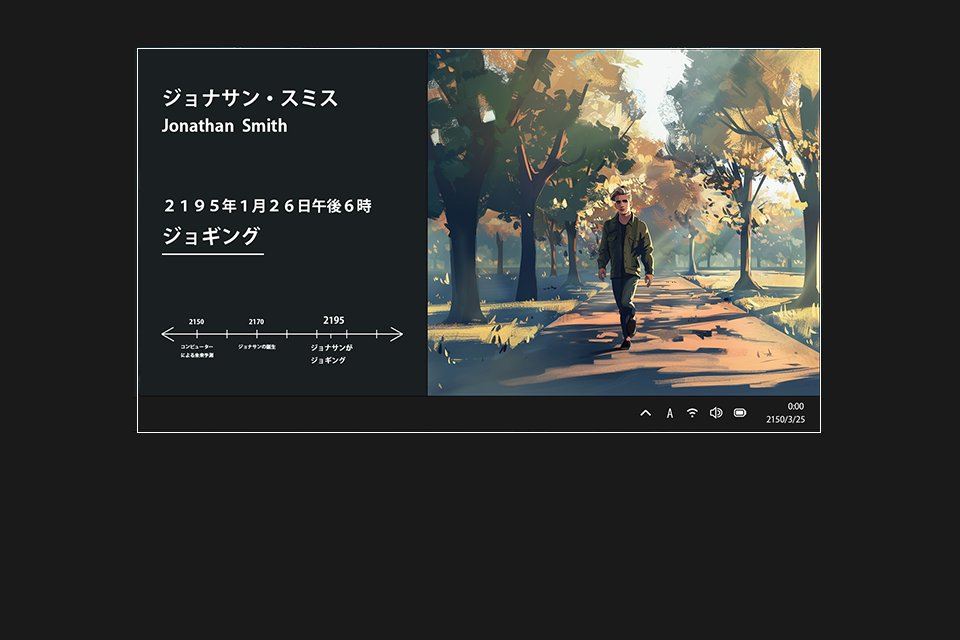 ジョナサン・スミス
Jonathan Smith
２１９５年１月２６日午後６時
ジョギング
2150
2170
2195
コンピューター
による未来予測
ジョナサンの誕生
ジョナサンが
ジョギング
A
0:00
2150/3/25